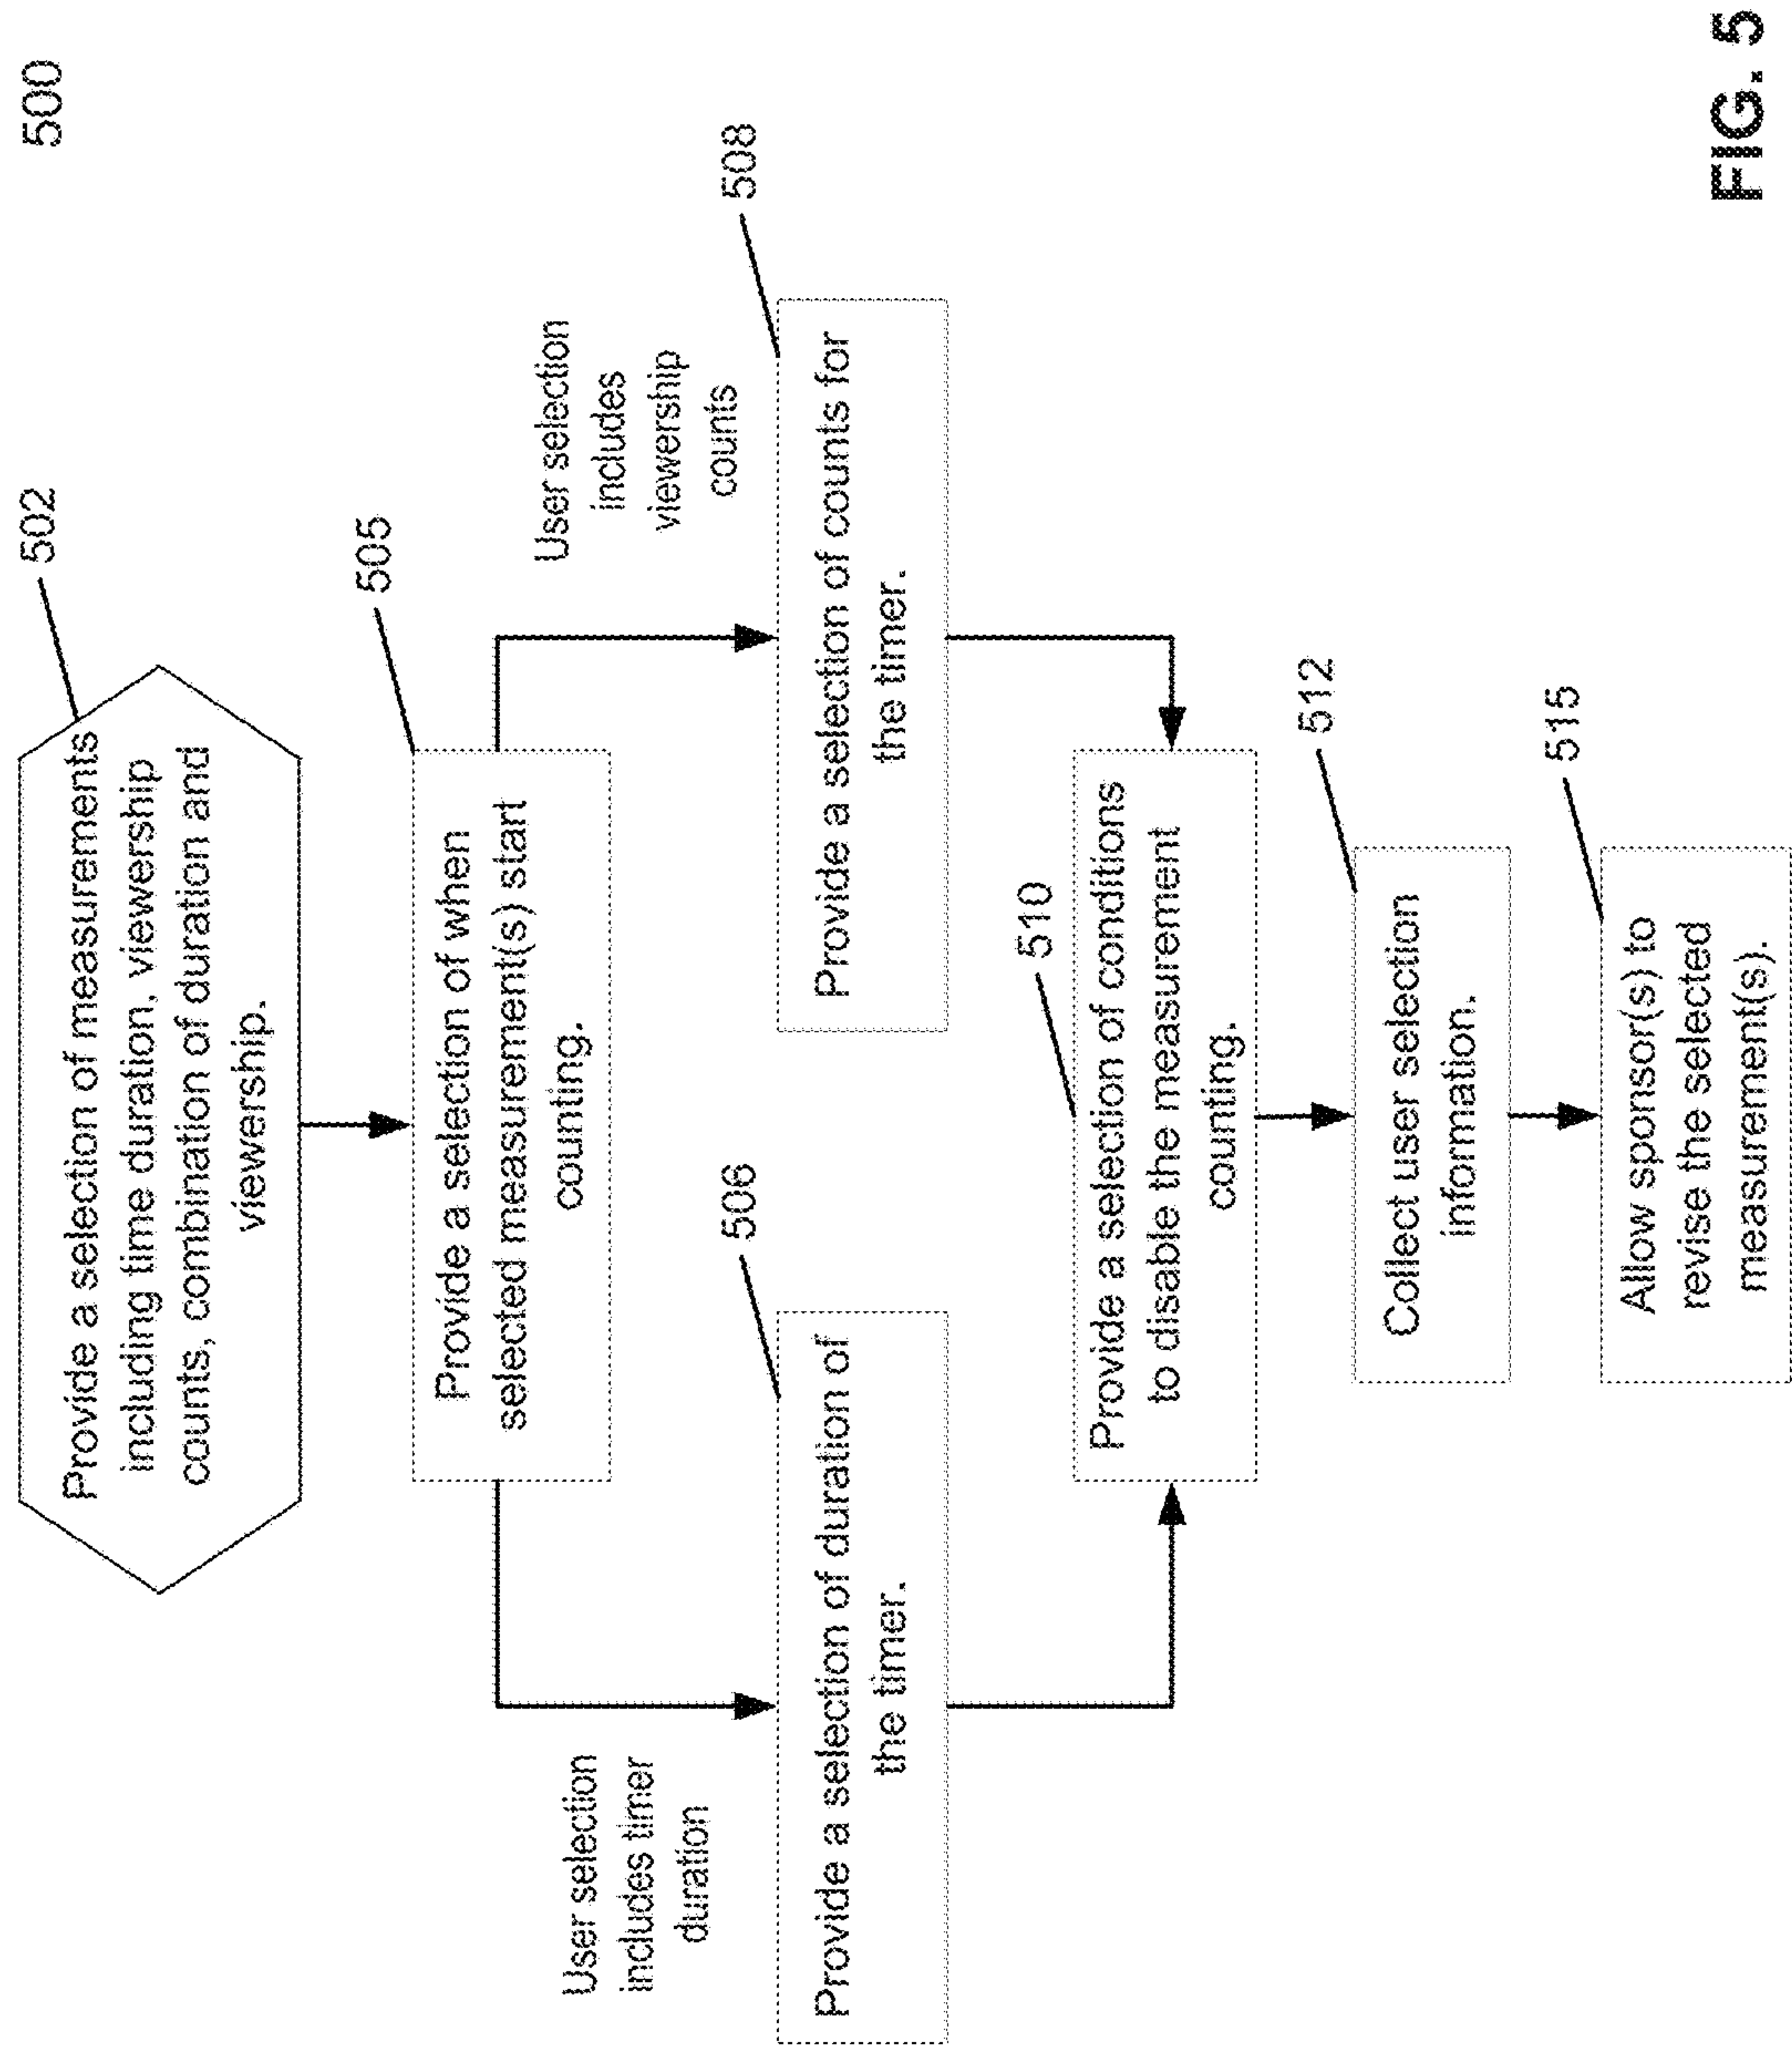 500
502
Provide a selection of measurements
including time duration, viewership
counts, combination of duration and
viewership.
505
Provide a selection of when
selected measurement(s) start
counting.
User selection
includes timer
duration
User selection
includes
viewership
counts
506
Provide a selection of duration of
the timer.
508
Provide a selection of counts for
the timer.
510
Provide a selection of conditions
to disable the measurement
counting.
512
Collect user selection
information.
515
Allow sponsor(s) to
revise the selected
measurement(s).
FIG. 5